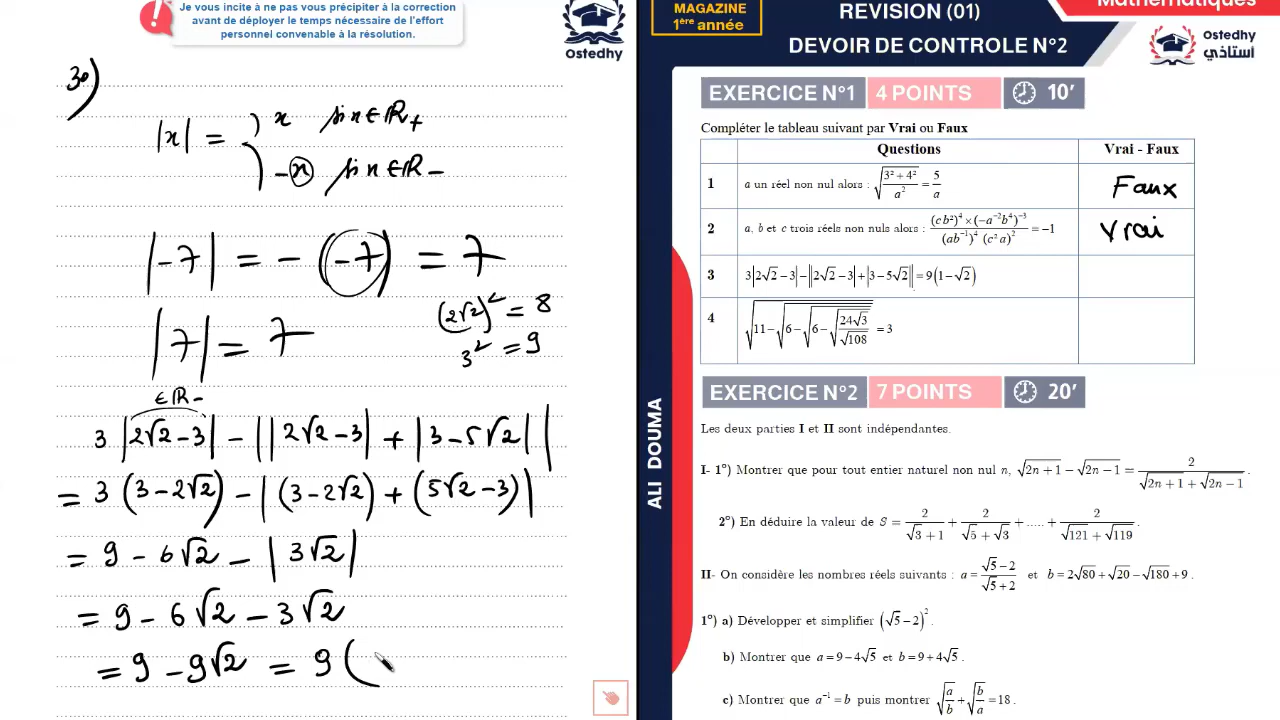 Je vous incite à ne pas vous précipiter à la correction
avant de déployer le temps nécessaire de l'effort
personnel convenable à la résolution.
Ostedhy
3°)
|x| = { x si x ∈ ℝ+
-x si x ∈ ℝ-
|-7| = -(-7) = 7
|7| = 7
(2√2)² = 8
3² = 9
∈ ℝ-
3|2√2-3| - ||2√2-3| + |3-5√2||
= 3(3-2√2) - |(3-2√2) + (5√2-3)|
= 9 - 6√2 - |3√2|
= 9 - 6√2 - 3√2
= 9 - 9√2 = 9(
MAGAZINE
1ère année
REVISION (01)
DEVOIR DE CONTROLE N°2
Mathématiques
Ostedhy
أستاذي
ALI DOUMA
EXERCICE N°1 4 POINTS 10'
Compléter le tableau suivant par Vrai ou Faux
Questions Vrai - Faux
1 a un réel non nul alors : √((3²+4²)/a²) = 5/a Faux
2 a, b et c trois réels non nuls alors : ((cb²)⁴×(-a⁻²b⁴)⁻³)/((ab⁻¹)⁴(c²a)²) = -1 Vrai
3 3|2√2-3|-||2√2-3|+|3-5√2|| = 9(1-√2)
4 √(11-√(6-√(6-√(24√3/√108)))) = 3
EXERCICE N°2 7 POINTS 20'
Les deux parties I et II sont indépendantes.
I- 1°) Montrer que pour tout entier naturel non nul n, √(2n+1)-√(2n-1) = 2/(√(2n+1)+√(2n-1)).
2°) En déduire la valeur de S = 2/(√3+1) + 2/(√5+√3) + ..... + 2/(√121+√119).
II- On considère les nombres réels suivants : a = (√5-2)/(√5+2) et b = 2√80+√20-√180+9.
1°) a) Développer et simplifier (√5-2)².
b) Montrer que a = 9-4√5 et b = 9+4√5.
c) Montrer que a⁻¹ = b puis montrer √(a/b)+√(b/a) = 18.